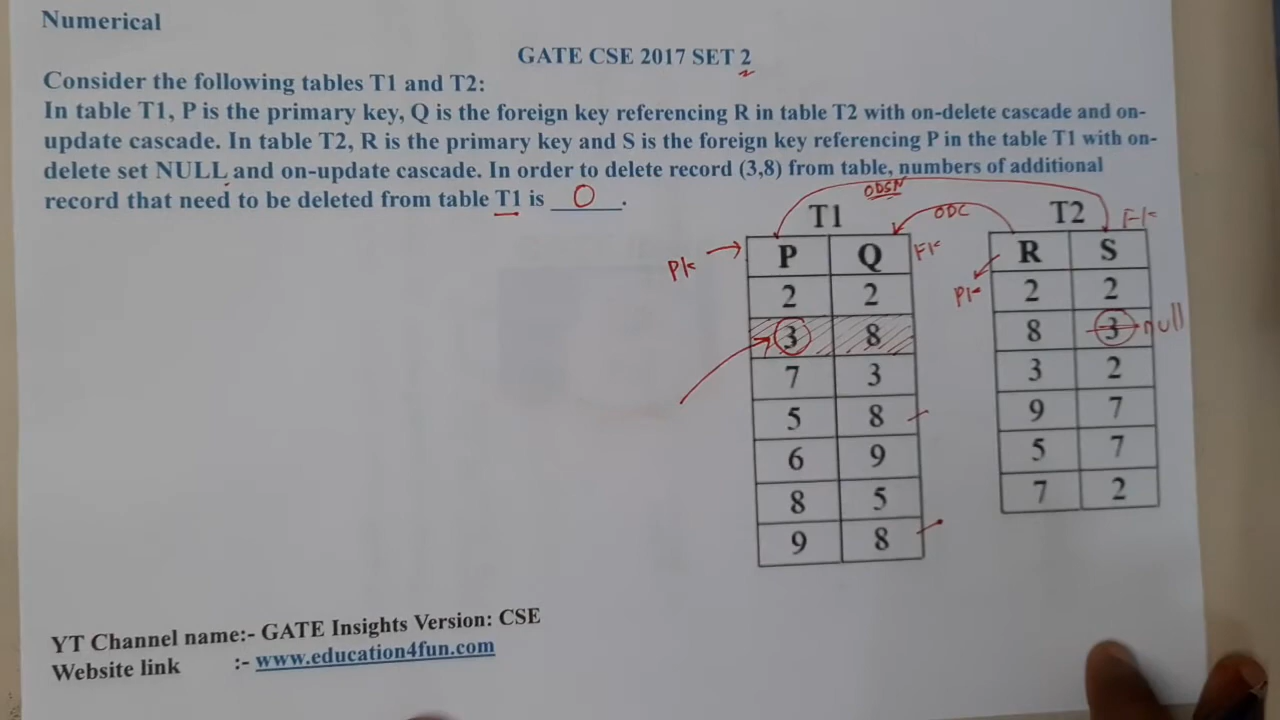 Numerical
GATE CSE 2017 SET 2
Consider the following tables T1 and T2:
In table T1, P is the primary key, Q is the foreign key referencing R in table T2 with on-delete cascade and on-
update cascade. In table T2, R is the primary key and S is the foreign key referencing P in the table T1 with on-
delete set NULL and on-update cascade. In order to delete record (3,8) from table, numbers of additional
record that need to be deleted from table T1 is 0.
ODSN
ODC
T1 T2
PK P Q FK PK R S FK
2 2 2 2
3 8 8 3 null
7 3 3 2
5 8 9 7
6 9 5 7
8 5 7 2
9 8
YT Channel name:- GATE Insights Version: CSE
Website link :- www.education4fun.com